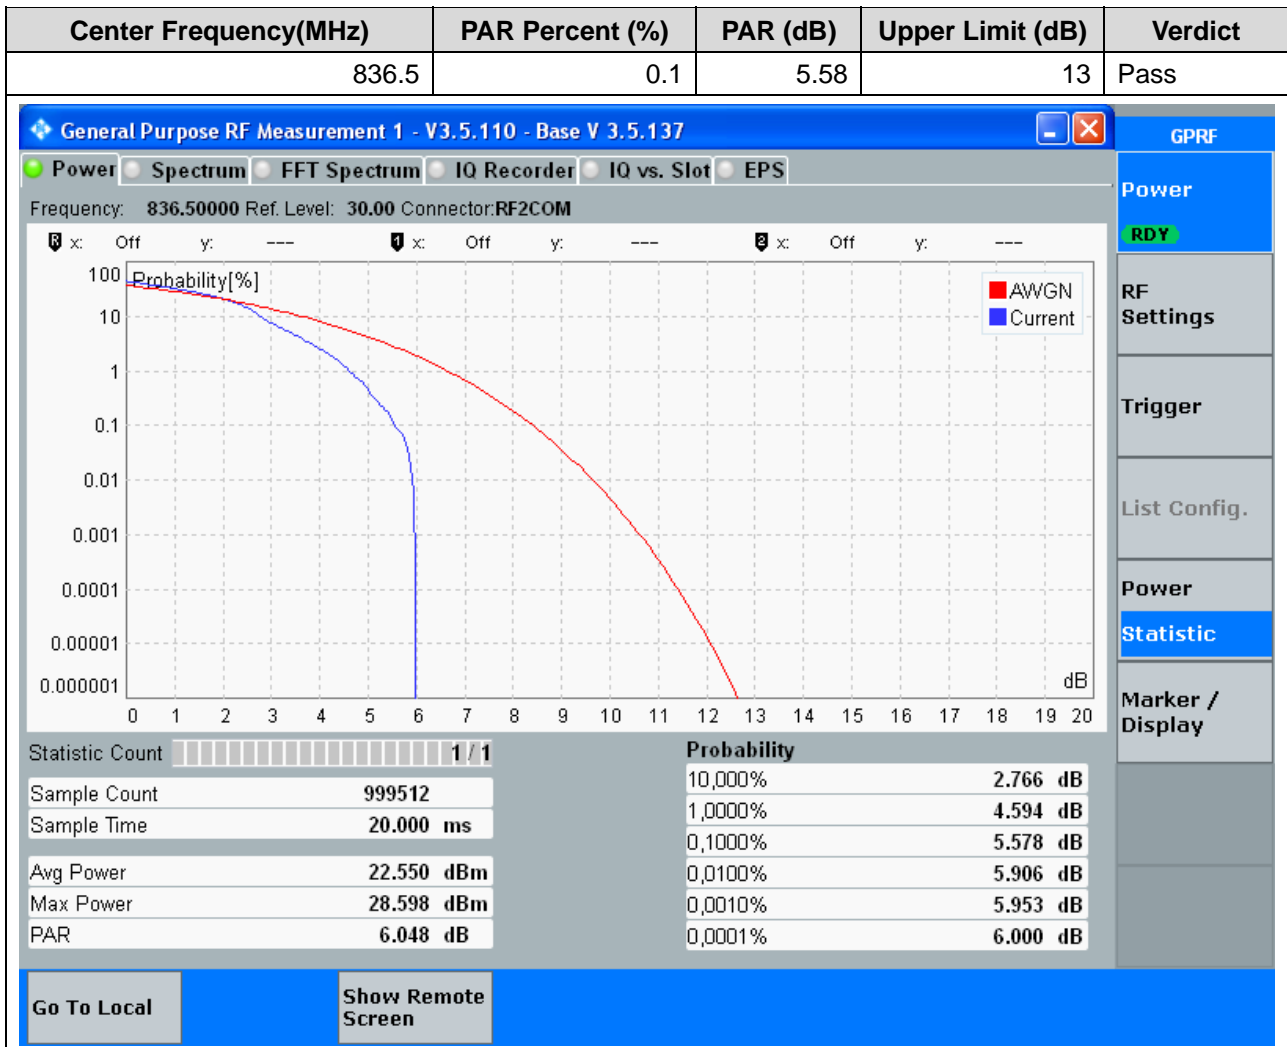 Center Frequency(MHz) PAR Percent (%) PAR (dB) Upper Limit (dB) Verdict
836.5 0.1 5.58 13 Pass
General Purpose RF Measurement 1 - V3.5.110 - Base V 3.5.137
GPRF
Power Spectrum FFT Spectrum IQ Recorder IQ vs. Slot EPS
Frequency: 836.50000 Ref. Level: 30.00 Connector:RF2COM
R x: Off y: --- 1 x: Off y: --- 2 x: Off y: ---
Probability[%]
AWGN
Current
100
10
1
0.1
0.01
0.001
0.0001
0.00001
0.000001
dB
0 1 2 3 4 5 6 7 8 9 10 11 12 13 14 15 16 17 18 19 20
Statistic Count 1 / 1
Sample Count 999512
Sample Time 20.000 ms
Avg Power 22.550 dBm
Max Power 28.598 dBm
PAR 6.048 dB
Probability
10,000% 2.766 dB
1,0000% 4.594 dB
0,1000% 5.578 dB
0,0100% 5.906 dB
0,0010% 5.953 dB
0,0001% 6.000 dB
Power
RDY
RF
Settings
Trigger
List Config.
Power
Statistic
Marker /
Display
Go To Local
Show Remote
Screen